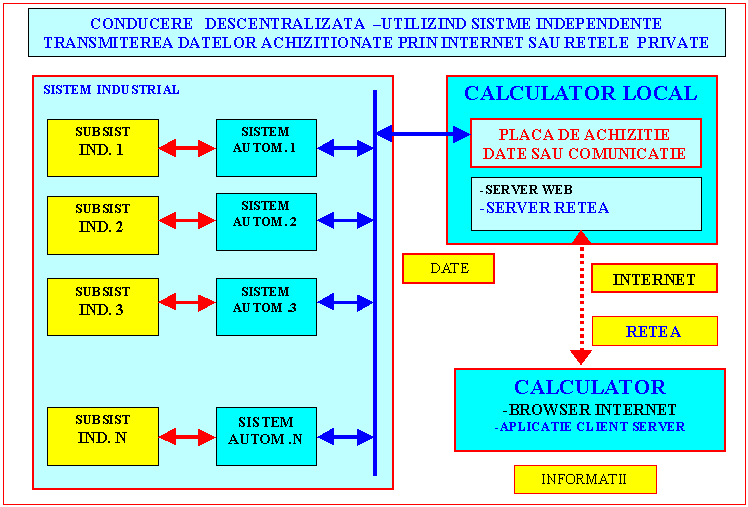 CONDUCERE DESCENTRALIZATA –UTILIZIND SISTME INDEPENDENTE
TRANSMITEREA DATELOR ACHIZITIONATE PRIN INTERNET SAU RETELE PRIVATE
SISTEM INDUSTRIAL
SUBSIST
IND. 1
SISTEM
AUTOM. 1
SUBSIST
IND. 2
SISTEM
AUTOM. 2
SUBSIST
IND. 3
SISTEM
AUTOM .3
SUBSIST
IND. N
SISTEM
AUTOM .N
CALCULATOR LOCAL
PLACA DE ACHIZITIE
DATE SAU COMUNICATIE
-SERVER WEB
-SERVER RETEA
DATE
INTERNET
RETEA
CALCULATOR
-BROWSER INTERNET
-APLICATIE CLIENT SERVER
INFORMATII